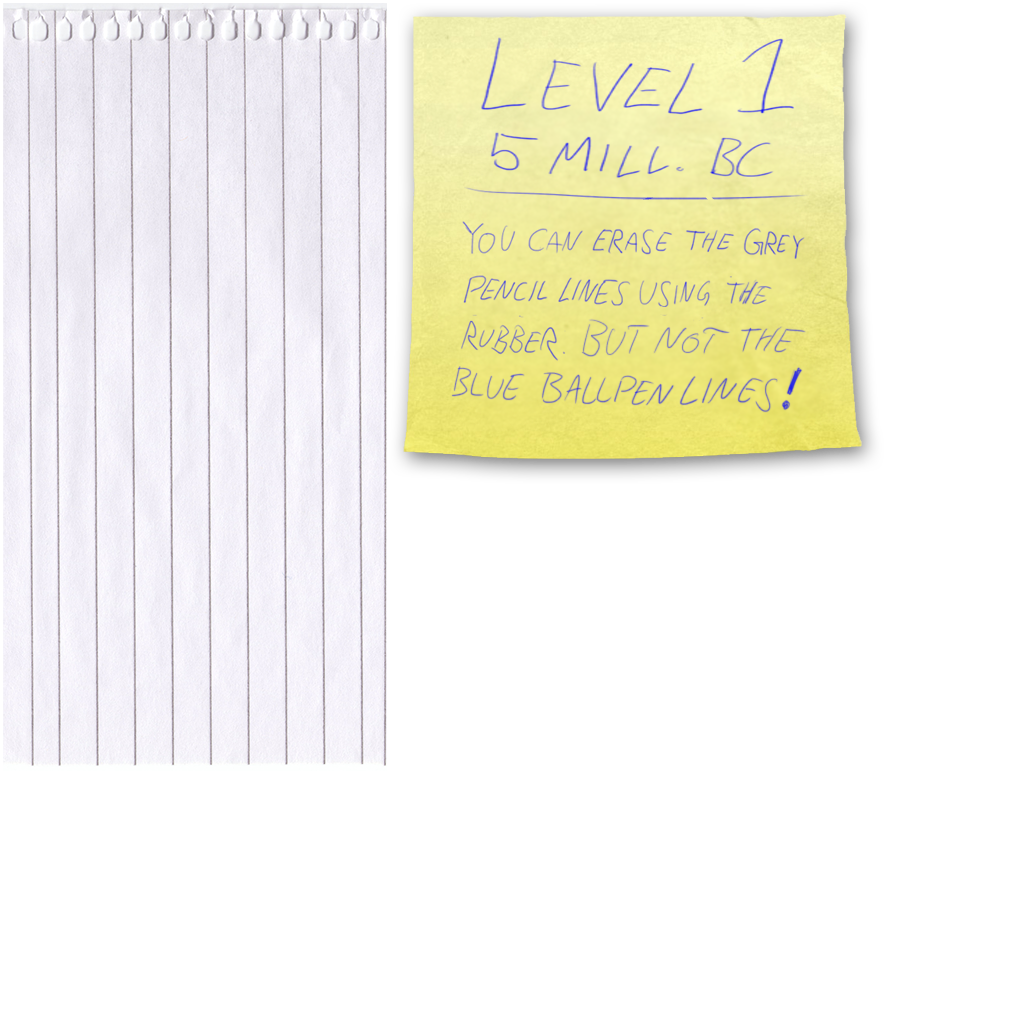 LEVEL 1
5 MILL. BC
YOU CAN ERASE THE GREY
PENCIL LINES USING THE
RUBBER. BUT NOT THE
BLUE BALLPEN LINES!